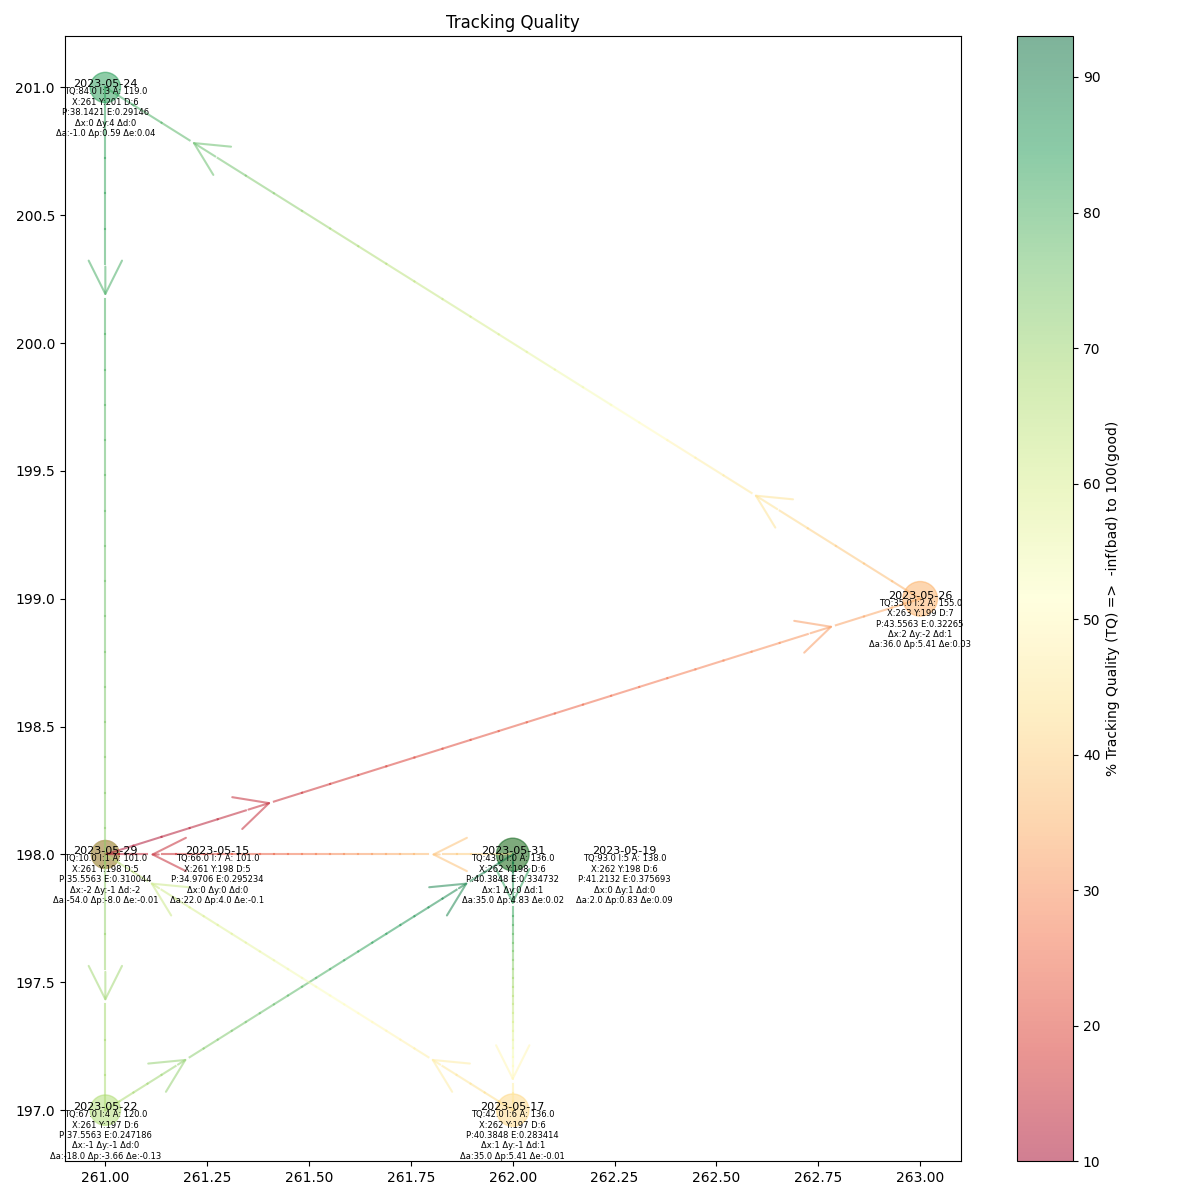 Tracking Quality
201.0
200.5
200.0
199.5
199.0
198.5
198.0
197.5
197.0
261.00
261.25
261.50
261.75
262.00
262.25
262.50
262.75
263.00
2023-05-24
TQ:84.0 I:3 A: 119.0
X:261 Y:201 D:6
P:38.1421 E:0.29146
Δx:0 Δy:4 Δd:0
Δa:-1.0 Δp:0.59 Δe:0.04
2023-05-26
TQ:35.0 I:2 A: 155.0
X:263 Y:199 D:7
P:43.5563 E:0.32265
Δx:2 Δy:-2 Δd:1
Δa:36.0 Δp:5.41 Δe:0.03
2023-05-29
TQ:10.0 I:1 A: 101.0
X:261 Y:198 D:5
P:35.5563 E:0.310044
Δx:-2 Δy:-1 Δd:-2
Δa:-54.0 Δp:-8.0 Δe:-0.01
2023-05-15
TQ:66.0 I:7 A: 101.0
X:261 Y:198 D:5
P:34.9706 E:0.295234
Δx:0 Δy:0 Δd:0
Δa:22.0 Δp:4.0 Δe:-0.1
2023-05-31
TQ:43.0 I:0 A: 136.0
X:262 Y:198 D:6
P:40.3848 E:0.334732
Δx:1 Δy:0 Δd:1
Δa:35.0 Δp:4.83 Δe:0.02
2023-05-19
TQ:93.0 I:5 A: 138.0
X:262 Y:198 D:6
P:41.2132 E:0.375693
Δx:0 Δy:1 Δd:0
Δa:2.0 Δp:0.83 Δe:0.09
2023-05-22
TQ:67.0 I:4 A: 120.0
X:261 Y:197 D:6
P:37.5563 E:0.247186
Δx:-1 Δy:-1 Δd:0
Δa:-18.0 Δp:-3.66 Δe:-0.13
2023-05-17
TQ:42.0 I:6 A: 136.0
X:262 Y:197 D:6
P:40.3848 E:0.283414
Δx:1 Δy:-1 Δd:1
Δa:35.0 Δp:5.41 Δe:-0.01
90
80
70
60
50
40
30
20
10
% Tracking Quality (TQ) => -inf(bad) to 100(good)